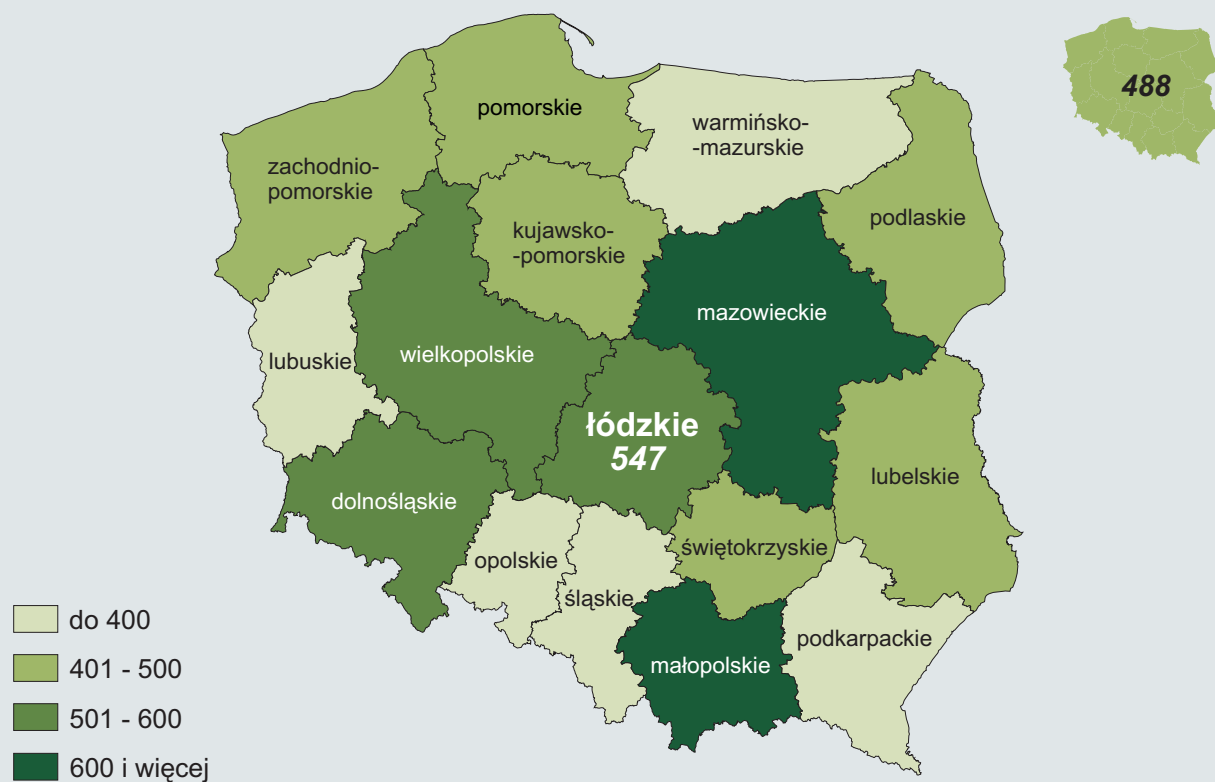 488
pomorskie
warmińsko-
-mazurskie
zachodnio-
pomorskie
podlaskie
kujawsko-
-pomorskie
mazowieckie
wielkopolskie
lubuskie
łódzkie
547
lubelskie
dolnośląskie
świętokrzyskie
opolskie
śląskie
podkarpackie
małopolskie
do 400
401 - 500
501 - 600
600 i więcej